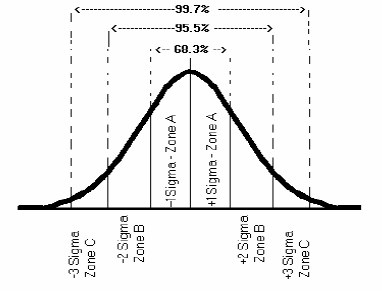 99.7%
95.5%
68.3%
-1Sigma - Zone A
+1Sigma - Zone A
-3 Sigma
Zone C
-2 Sigma
Zone B
+2 Sigma
Zone B
+3 Sigma
Zone C